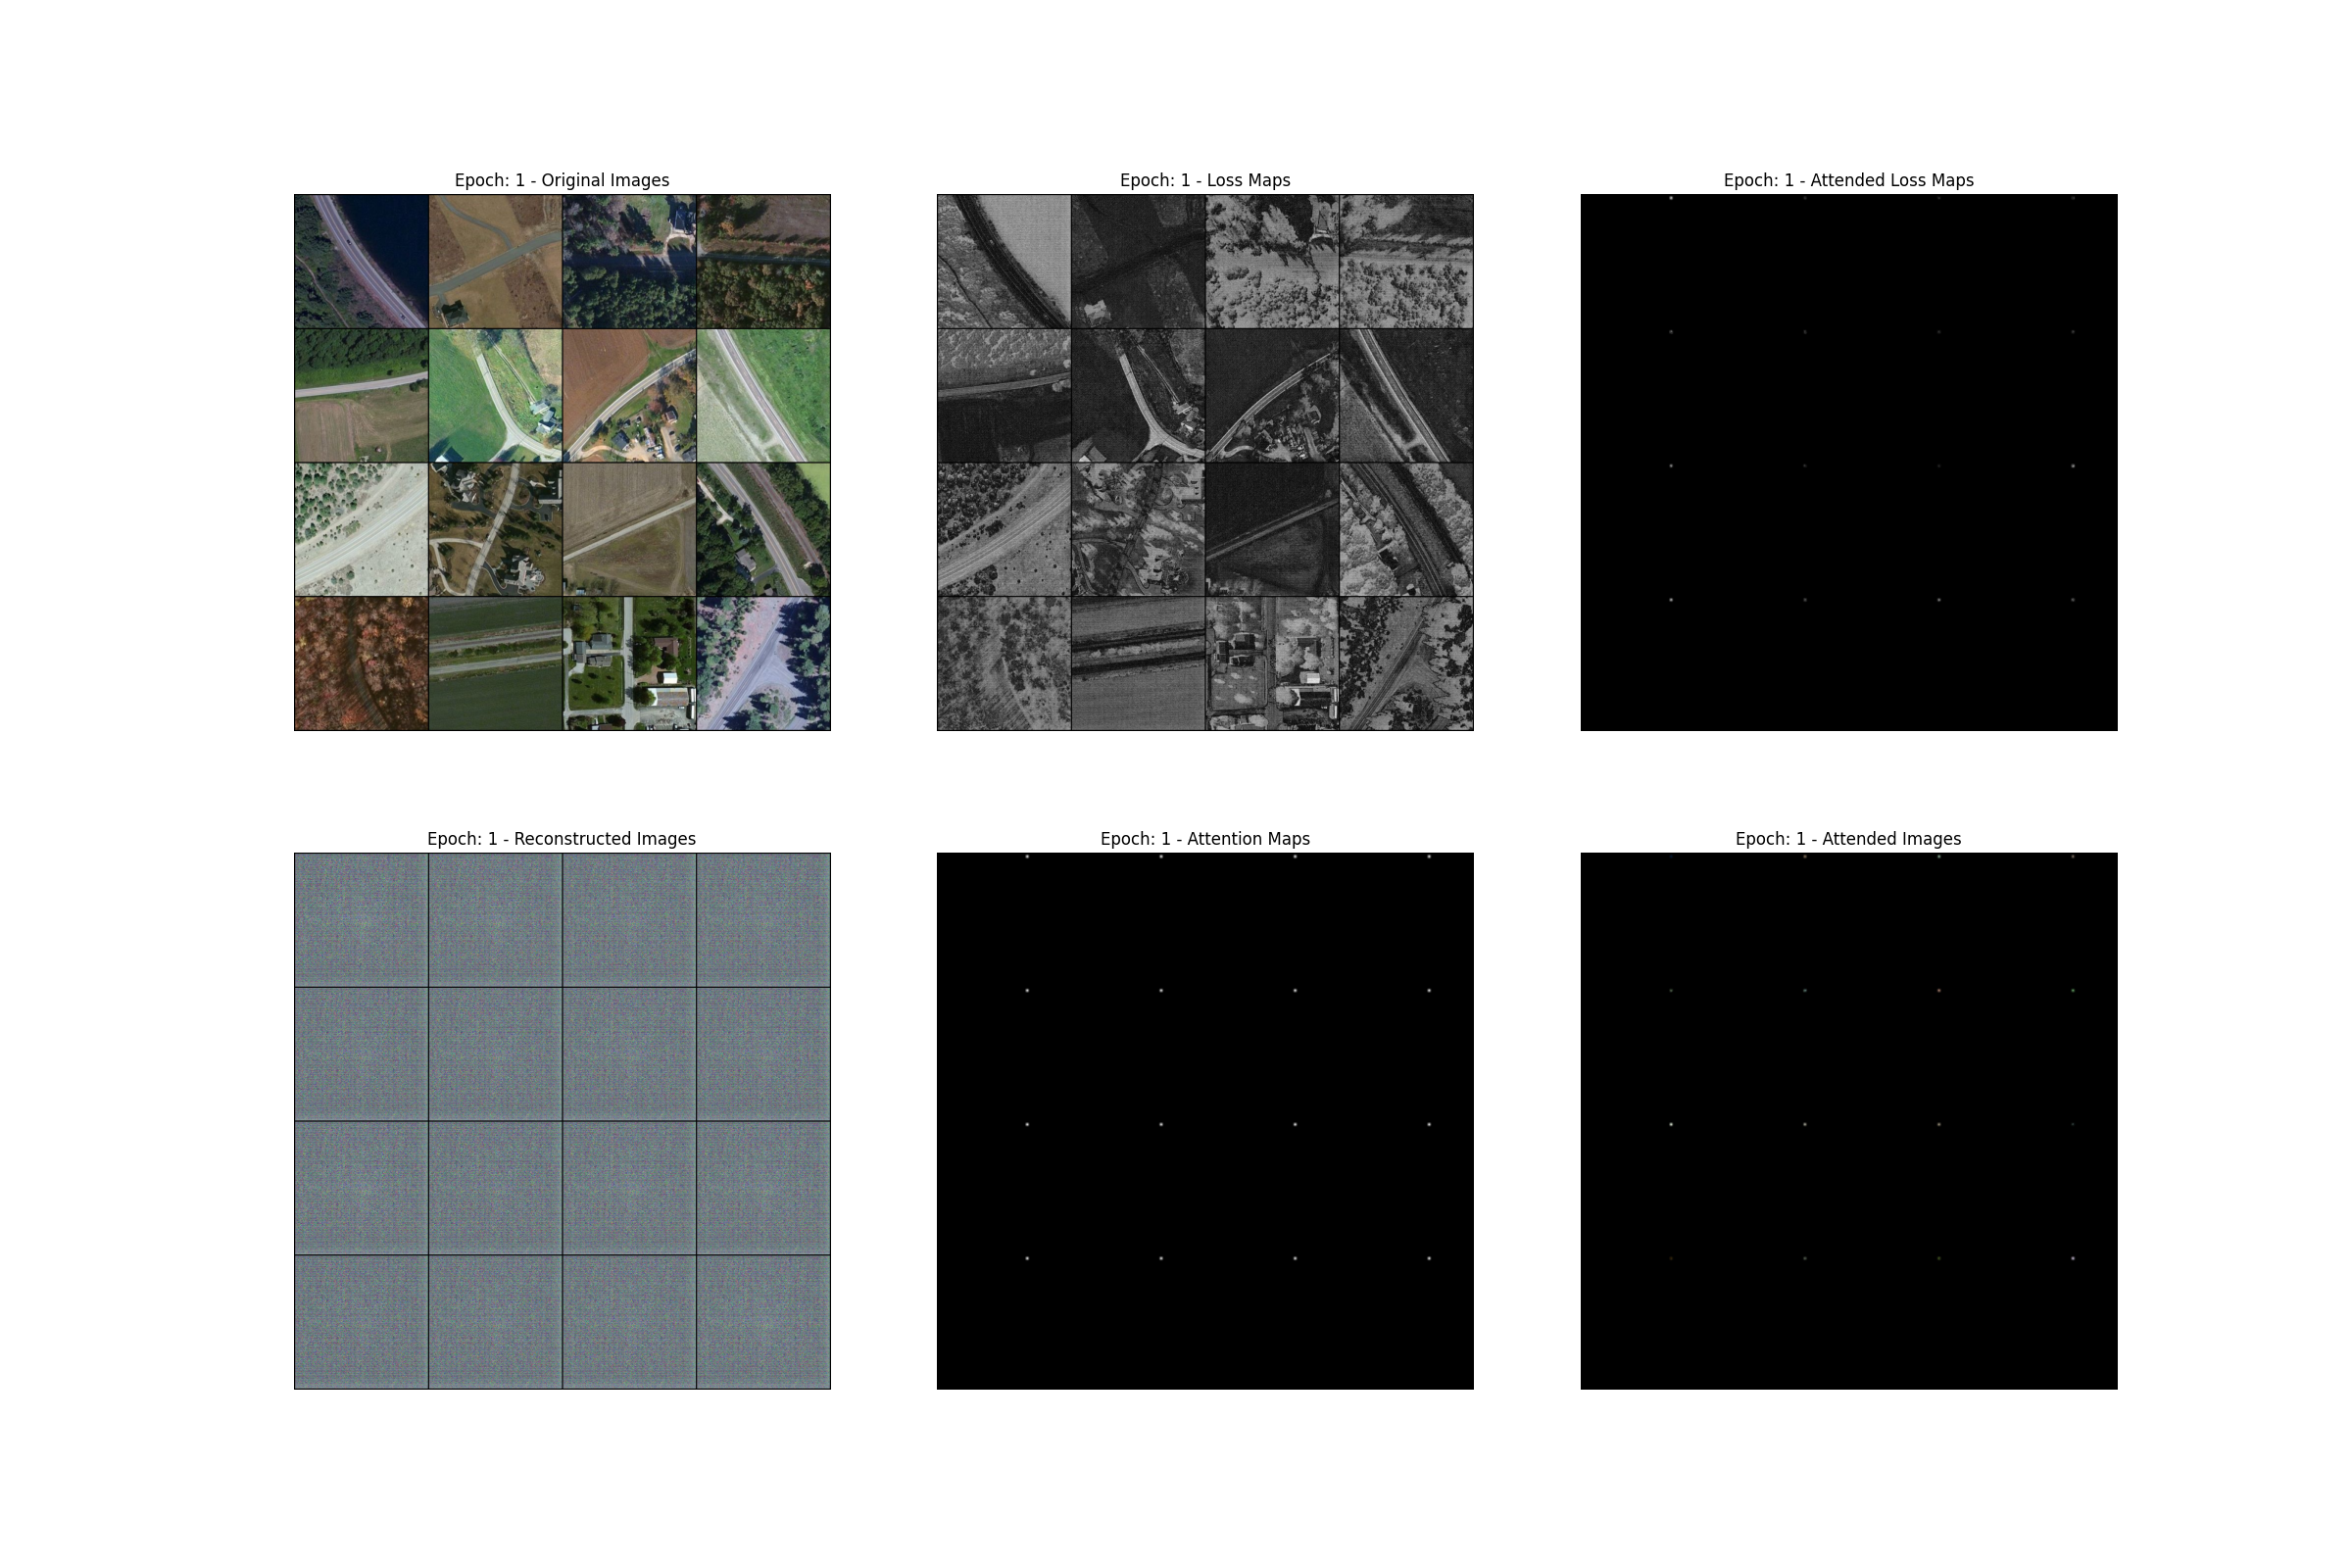 Epoch: 1 - Original Images
Epoch: 1 - Loss Maps
Epoch: 1 - Attended Loss Maps
Epoch: 1 - Reconstructed Images
Epoch: 1 - Attention Maps
Epoch: 1 - Attended Images